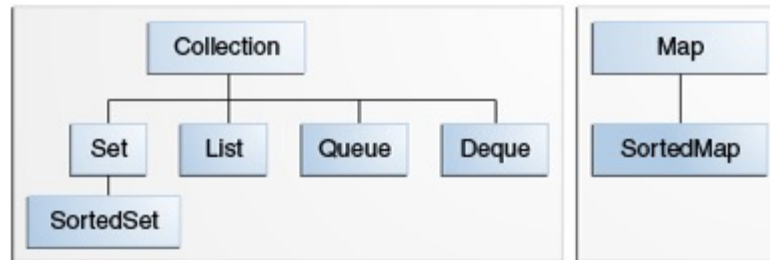 Collection
Map
Set
List
Queue
Deque
SortedMap
SortedSet